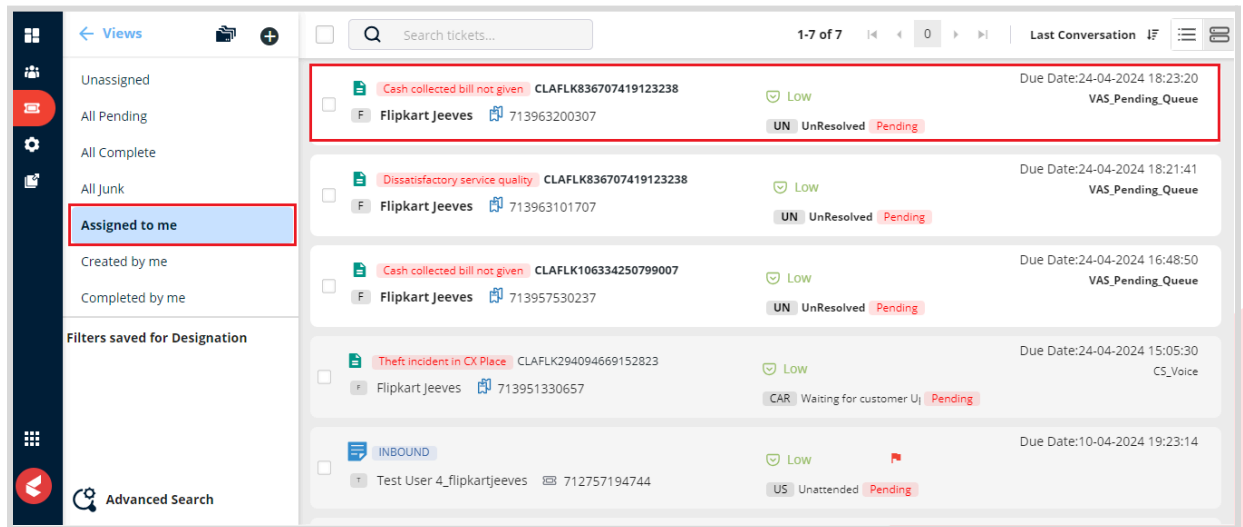 Views
Unassigned
All Pending
All Complete
All Junk
Assigned to me
Created by me
Completed by me
Filters saved for Designation
Advanced Search
Search tickets...
1-7 of 7
0
Last Conversation
Cash collected bill not given CLAFLK836707419123238
F Flipkart Jeeves 713963200307
Low
UN UnResolved Pending
Due Date:24-04-2024 18:23:20
VAS_Pending_Queue
Dissatisfactory service quality CLAFLK836707419123238
F Flipkart Jeeves 713963101707
Low
UN UnResolved Pending
Due Date:24-04-2024 18:21:41
VAS_Pending_Queue
Cash collected bill not given CLAFLK106334250799007
F Flipkart Jeeves 713957530237
Low
UN UnResolved Pending
Due Date:24-04-2024 16:48:50
VAS_Pending_Queue
Theft incident in CX Place CLAFLK294094669152823
F Flipkart Jeeves 713951330657
Low
CAR Waiting for customer Pending
Due Date:24-04-2024 15:05:30
CS_Voice
INBOUND
T Test User 4_flipkartjeeves 712757194744
Low
US Unattended Pending
Due Date:10-04-2024 19:23:14